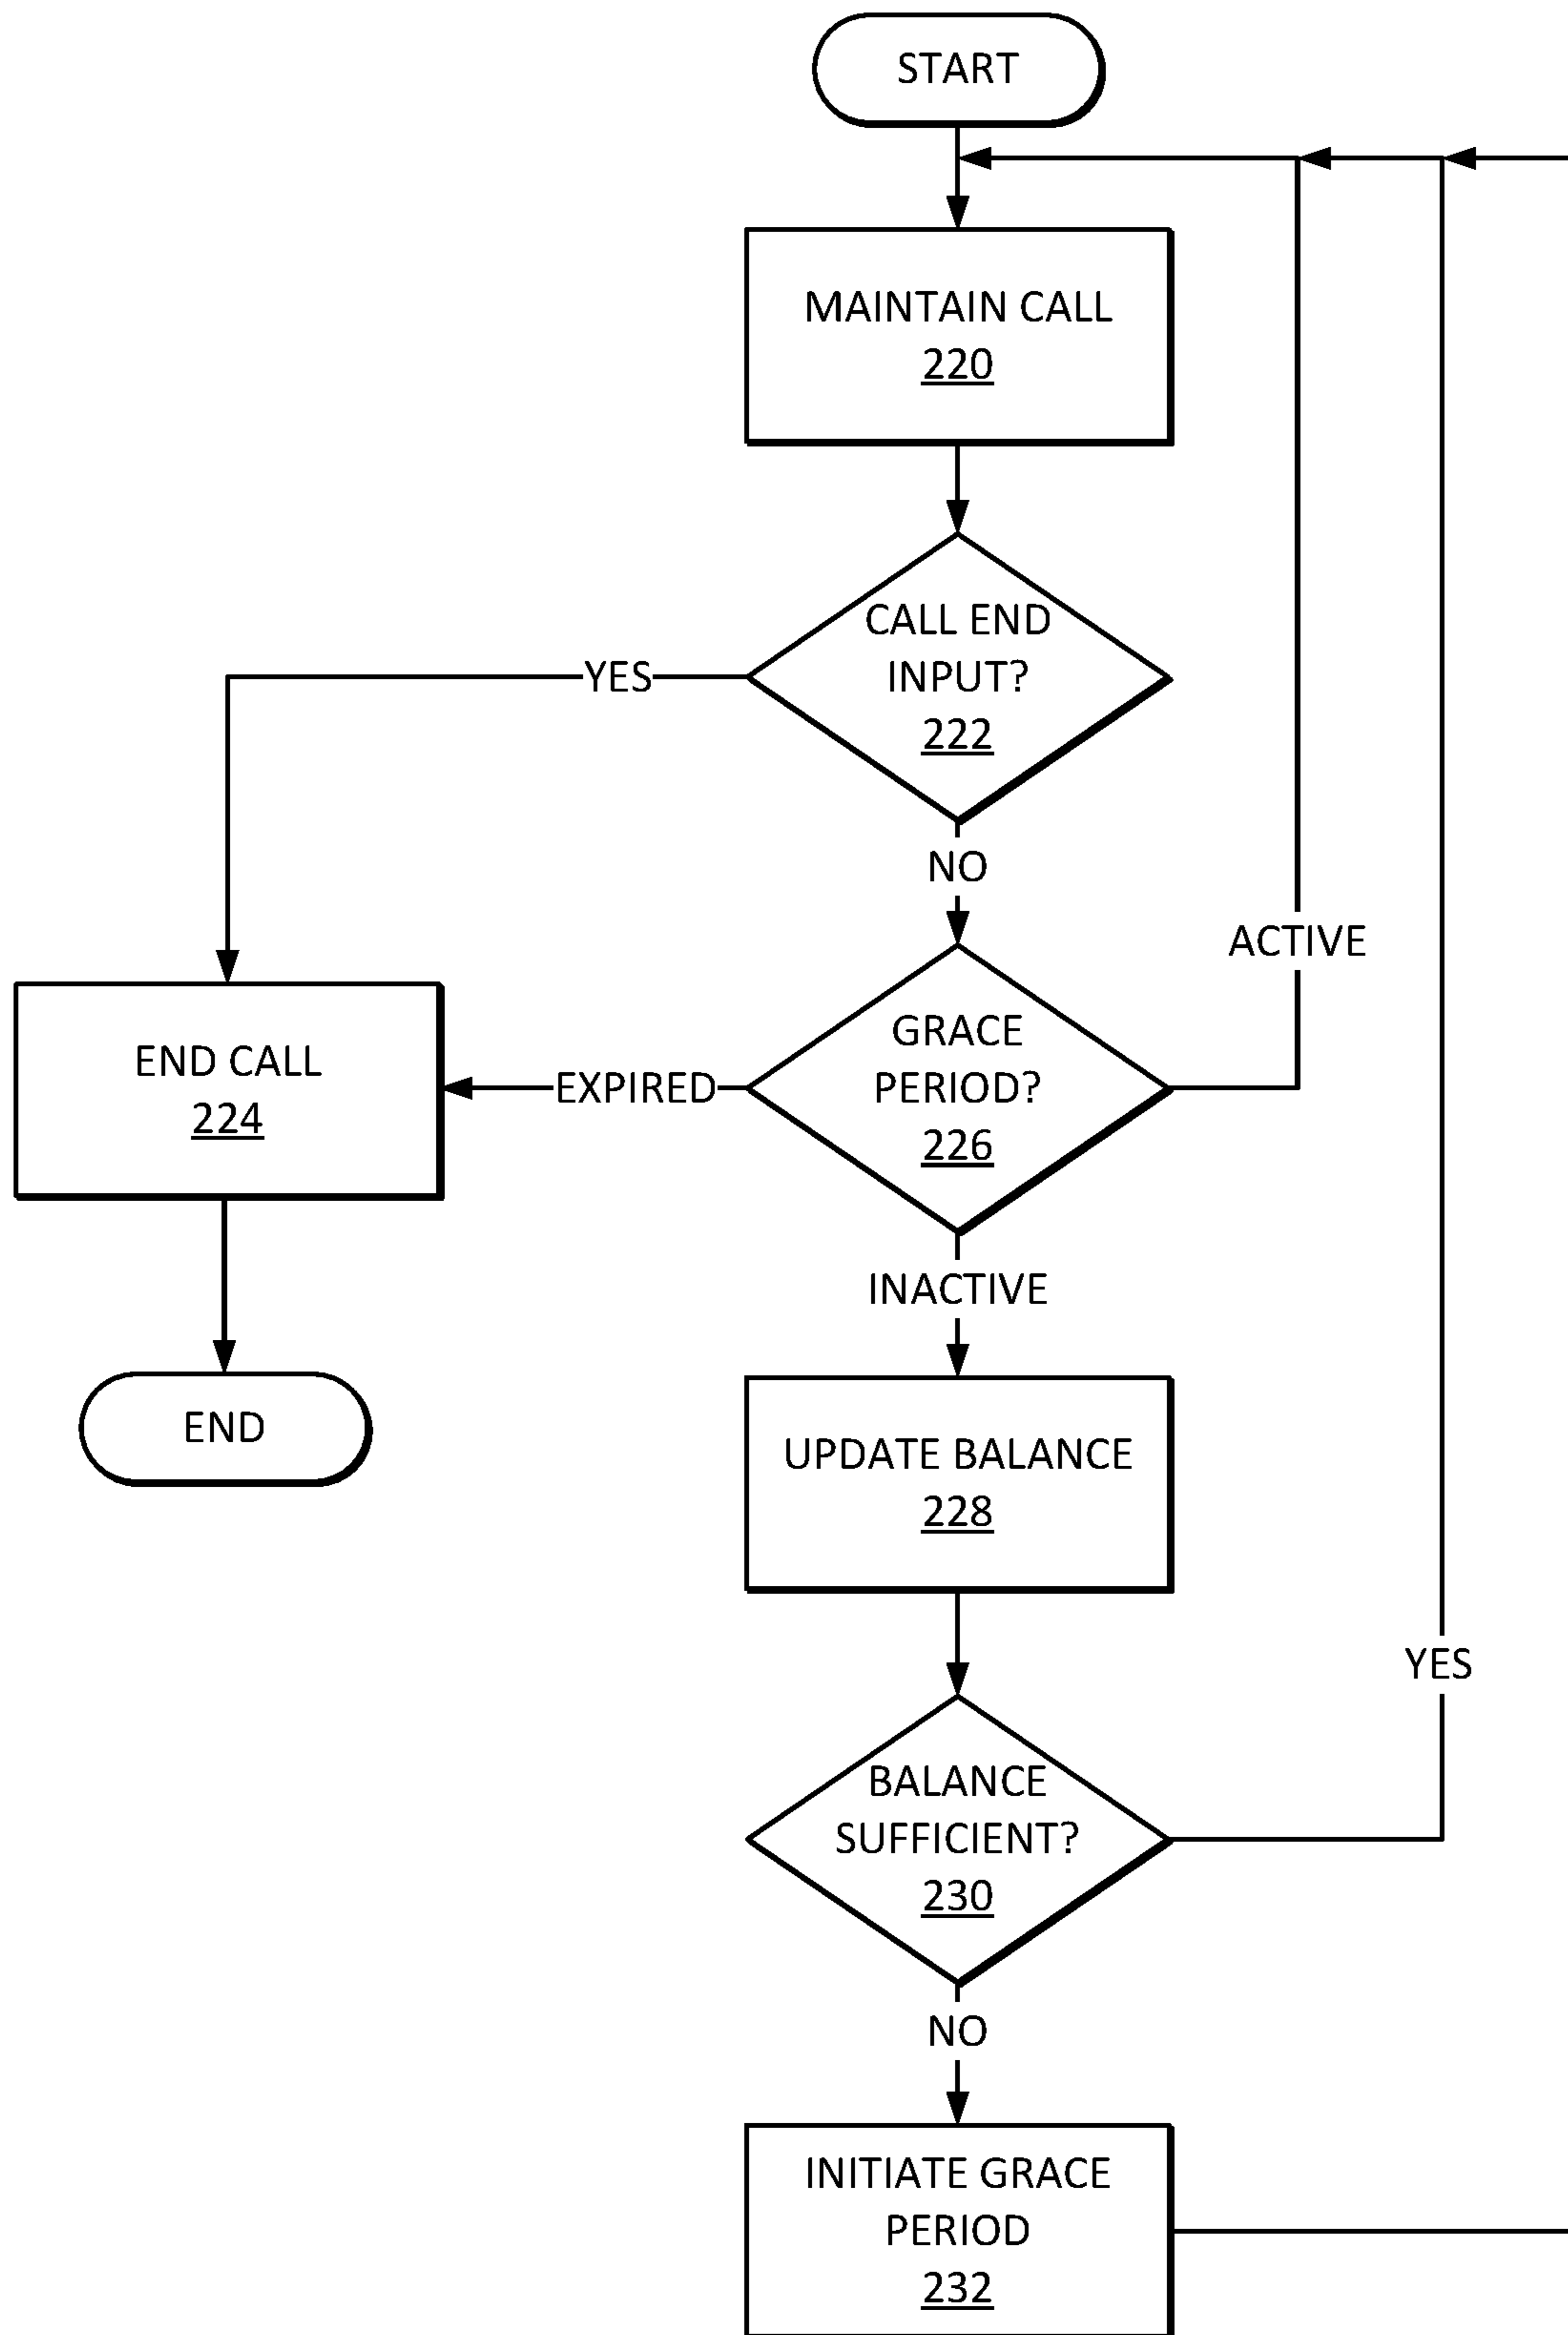 START
MAINTAIN CALL
220
CALL END
INPUT?
222
YES
NO
ACTIVE
GRACE
PERIOD?
226
EXPIRED
END CALL
224
INACTIVE
END
UPDATE BALANCE
228
YES
BALANCE
SUFFICIENT?
230
NO
INITIATE GRACE
PERIOD
232